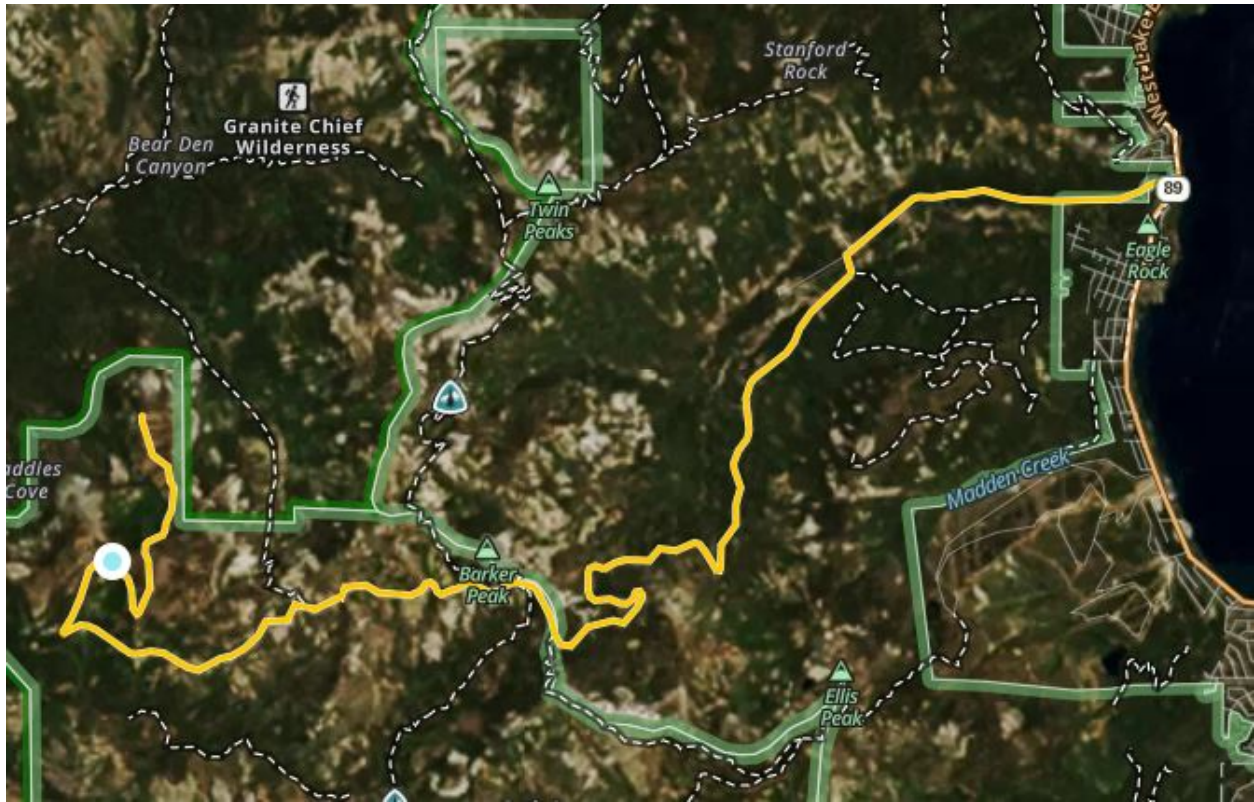 Stanford
Rock
West Lake
Granite Chief
Wilderness
Bear Den
Canyon
Twin
Peaks
89
Eagle
Rock
addles
Cove
Madden Creek
Barker
Peak
Ellis
Peak